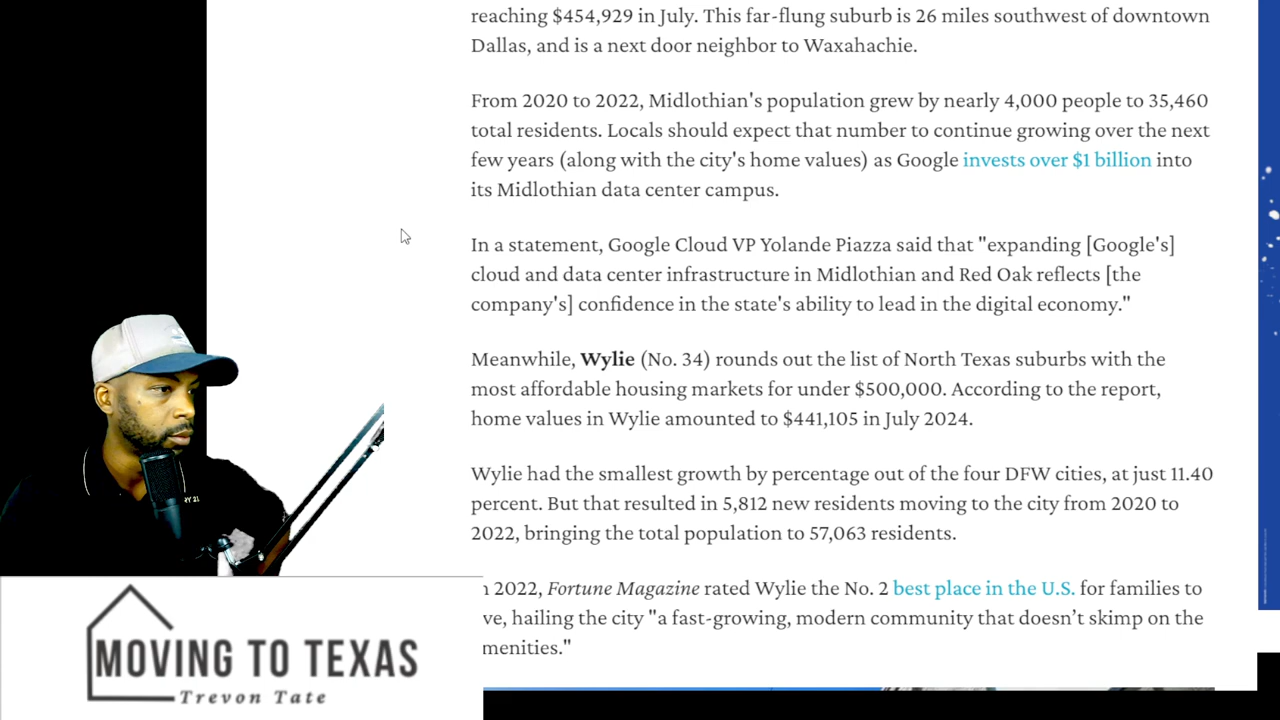 reaching $454,929 in July. This far-flung suburb is 26 miles southwest of downtown
Dallas, and is a next door neighbor to Waxahachie.
From 2020 to 2022, Midlothian's population grew by nearly 4,000 people to 35,460
total residents. Locals should expect that number to continue growing over the next
few years (along with the city's home values) as Google invests over $1 billion into
its Midlothian data center campus.
In a statement, Google Cloud VP Yolande Piazza said that "expanding [Google's]
cloud and data center infrastructure in Midlothian and Red Oak reflects [the
company's] confidence in the state's ability to lead in the digital economy."
Meanwhile, Wylie (No. 34) rounds out the list of North Texas suburbs with the
most affordable housing markets for under $500,000. According to the report,
home values in Wylie amounted to $441,105 in July 2024.
Wylie had the smallest growth by percentage out of the four DFW cities, at just 11.40
percent. But that resulted in 5,812 new residents moving to the city from 2020 to
2022, bringing the total population to 57,063 residents.
2022, Fortune Magazine rated Wylie the No. 2 best place in the U.S. for families to
ve, hailing the city "a fast-growing, modern community that doesn't skimp on the
menities."
RY 21
MOVING TO TEXAS
Trevon Tate